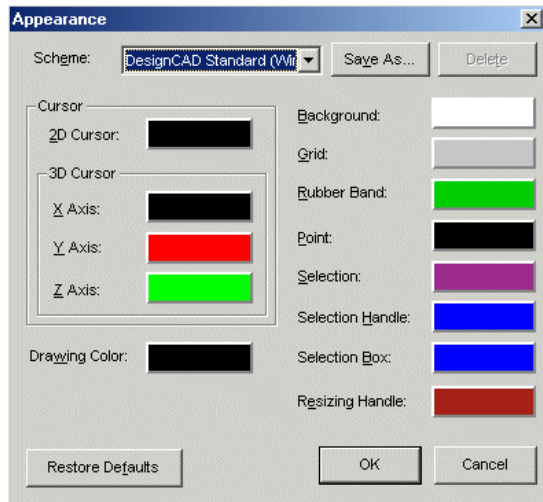 Appearance
Scheme: DesignCAD Standard (Wir Save As... Delete
Cursor
2D Cursor:
3D Cursor
X Axis:
Y Axis:
Z Axis:
Drawing Color:
Background:
Grid:
Rubber Band:
Point:
Selection:
Selection Handle:
Selection Box:
Resizing Handle:
Restore Defaults OK Cancel